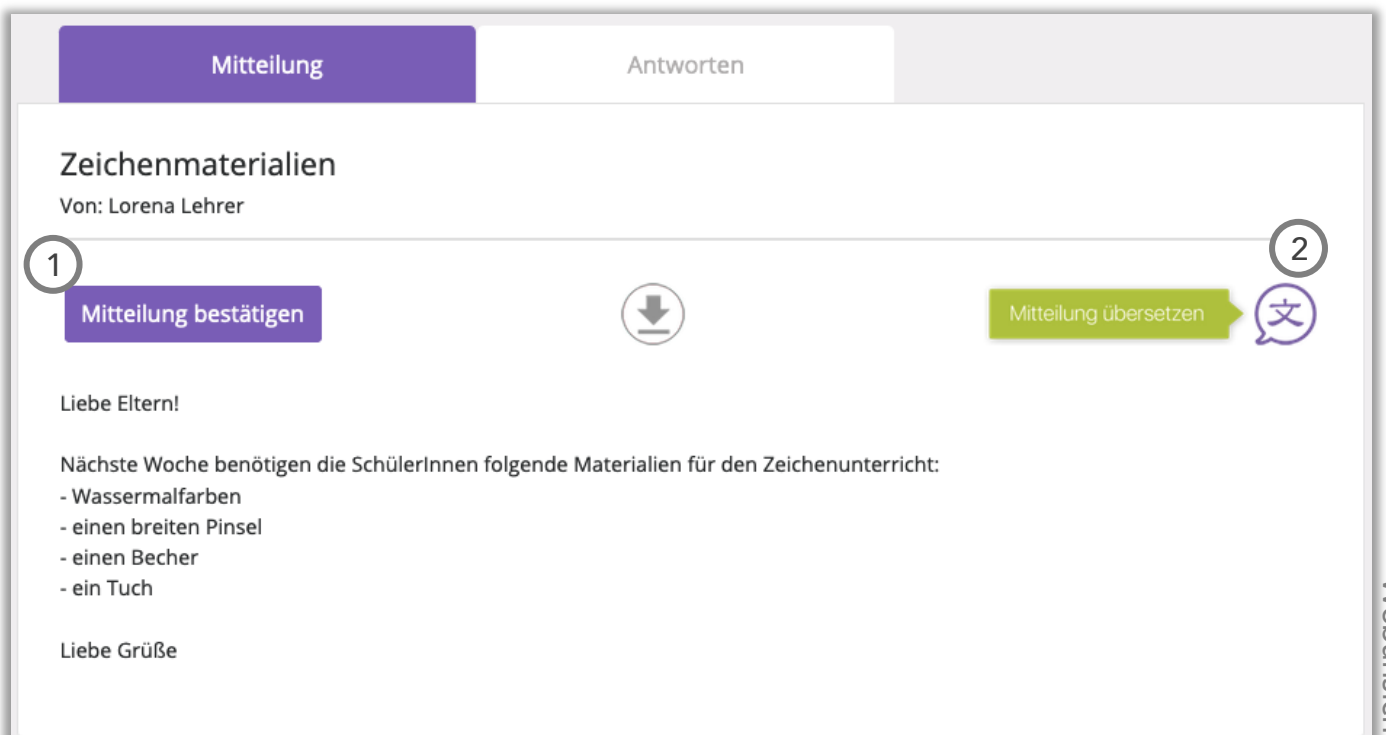 Mitteilung
Antworten
Zeichenmaterialien
Von: Lorena Lehrer
1
2
Mitteilung bestätigen
Mitteilung übersetzen
文
Liebe Eltern!
Nächste Woche benötigen die SchülerInnen folgende Materialien für den Zeichenunterricht:
- Wassermalfarben
- einen breiten Pinsel
- einen Becher
- ein Tuch
Liebe Grüße